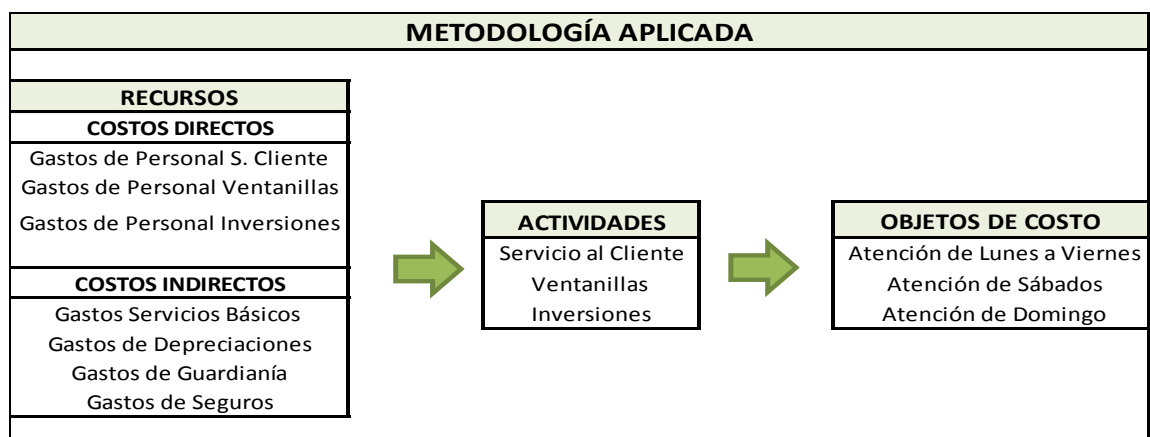 METODOLOGÍA APLICADA
RECURSOS
COSTOS DIRECTOS
Gastos de Personal S. Cliente
Gastos de Personal Ventanillas
Gastos de Personal Inversiones
COSTOS INDIRECTOS
Gastos Servicios Básicos
Gastos de Depreciaciones
Gastos de Guardianía
Gastos de Seguros
ACTIVIDADES
Servicio al Cliente
Ventanillas
Inversiones
OBJETOS DE COSTO
Atención de Lunes a Viernes
Atención de Sábados
Atención de Domingo